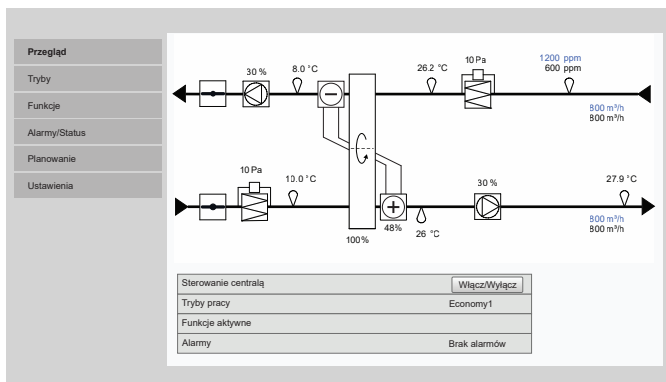 Przegląd
Tryby
Funkcje
Alarmy/Status
Planowanie
Ustawienia
30 %
8.0 °C
26.2 °C
10 Pa
1200 ppm
600 ppm
800 m³/h
800 m³/h
10 Pa
10.0 °C
30 %
27.9 °C
48%
26 °C
100%
800 m³/h
800 m³/h
Sterowanie centralą
Włącz/Wyłącz
Tryby pracy
Economy1
Funkcje aktywne
Alarmy
Brak alarmów